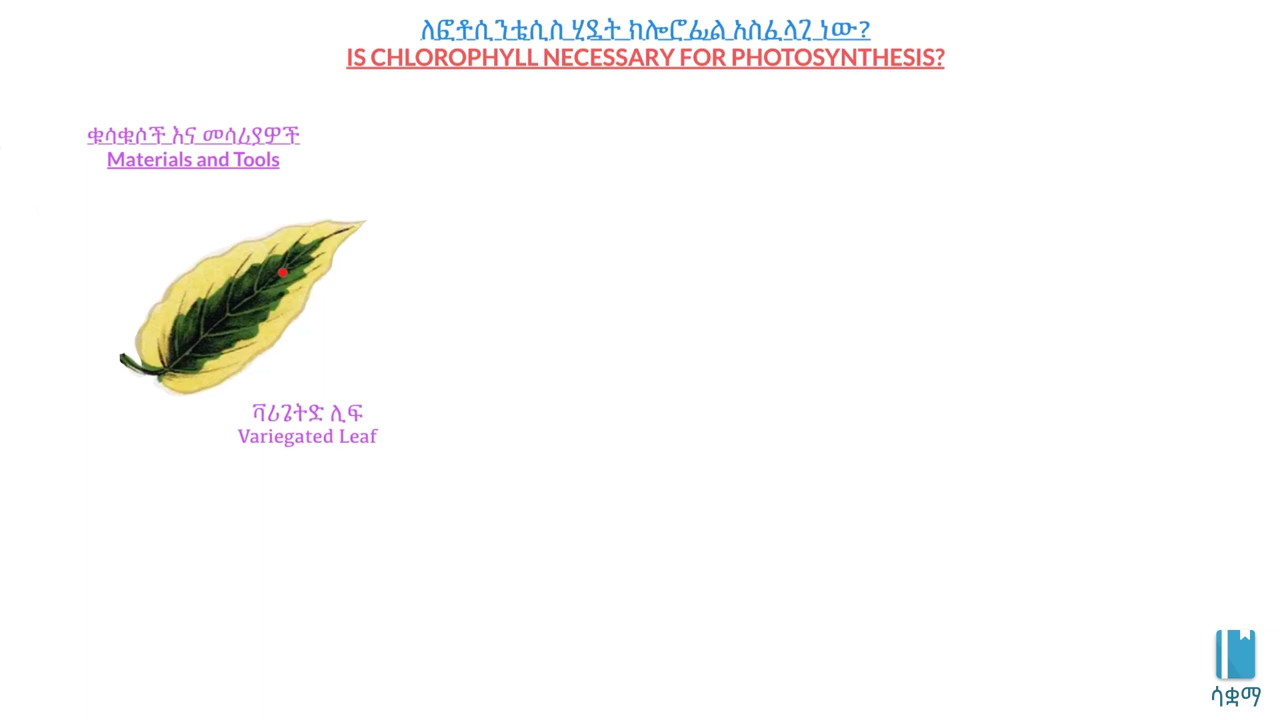 ለፎቶሲንቴሲስ ሂደት ክሎሮፊል አስፈላጊ ነው?
IS CHLOROPHYLL NECESSARY FOR PHOTOSYNTHESIS?
ቁሳቁሶች እና መሳሪያዎች
Materials and Tools
ቫሪጌትድ ሊፍ
Variegated Leaf
ሳቋማ